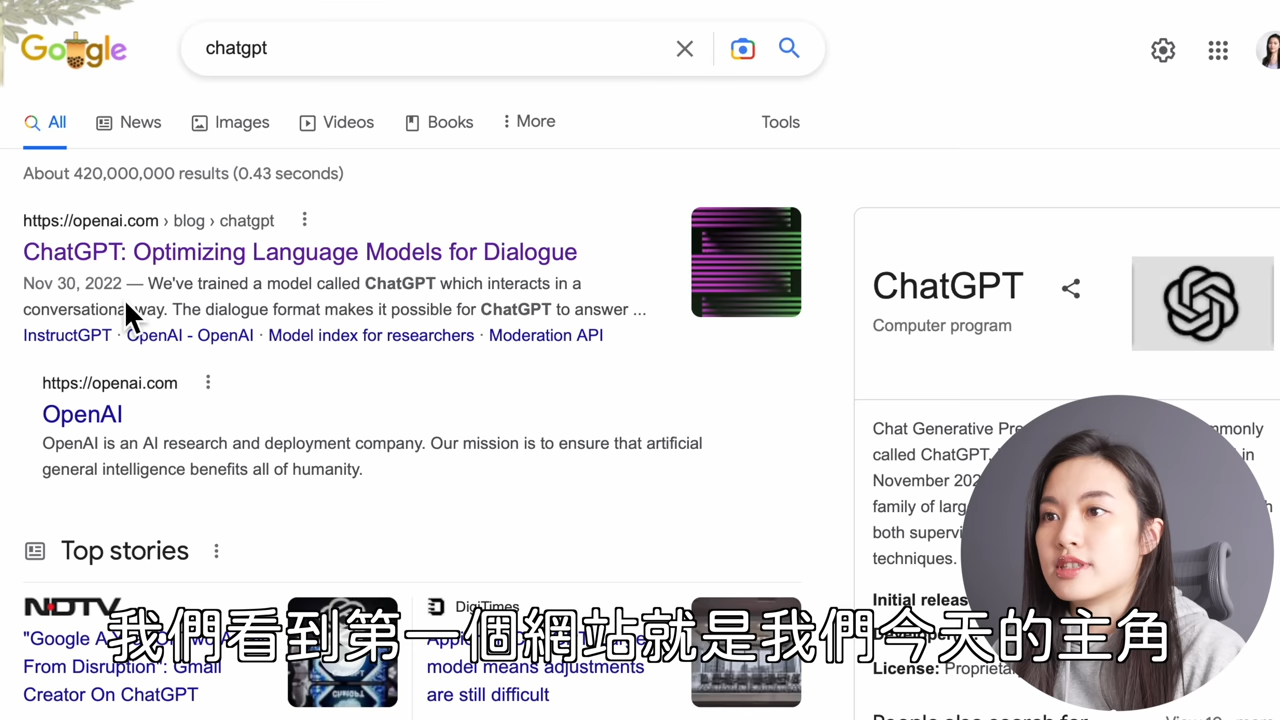 Google
chatgpt
All
News
Images
Videos
Books
More
Tools
About 420,000,000 results (0.43 seconds)
https://openai.com › blog › chatgpt
ChatGPT: Optimizing Language Models for Dialogue
Nov 30, 2022 — We've trained a model called ChatGPT which interacts in a
conversational way. The dialogue format makes it possible for ChatGPT to answer ...
InstructGPT · OpenAI - OpenAI · Model index for researchers · Moderation API
https://openai.com
OpenAI
OpenAI is an AI research and deployment company. Our mission is to ensure that artificial
general intelligence benefits all of humanity.
Top stories
NDTV
"Google
From Disruption": Gmail
Creator On ChatGPT
DigiTimes
model means adjustments
are still difficult
ChatGPT
Computer program
Chat Generative
called ChatGPT, in
November
family of
both
techniques.
Initial
License:
People also search for
我們看到第一個網站就是我們今天的主角